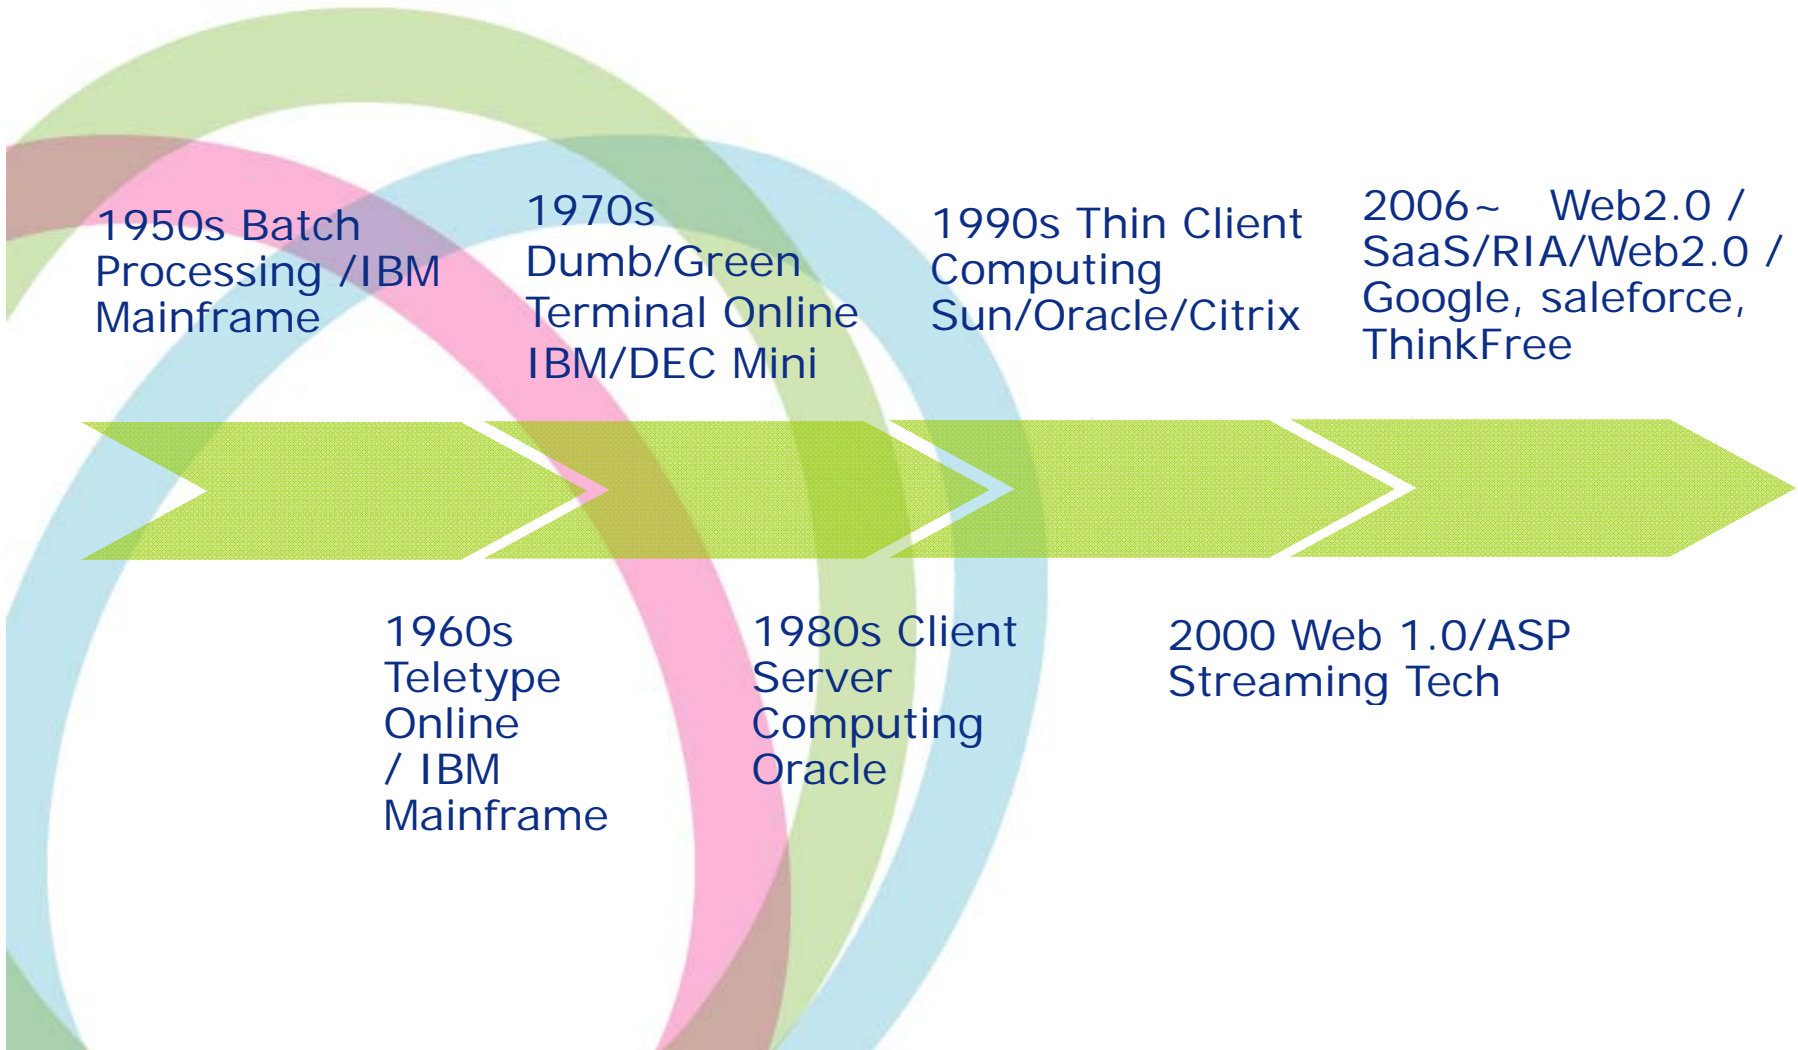 1950s Batch
Processing /IBM
Mainframe
1970s
Dumb/Green
Terminal Online
IBM/DEC Mini
1990s Thin Client
Computing
Sun/Oracle/Citrix
2006~ Web2.0 /
SaaS/RIA/Web2.0 /
Google, saleforce,
ThinkFree
1960s
Teletype
Online
/ IBM
Mainframe
1980s Client
Server
Computing
Oracle
2000 Web 1.0/ASP
Streaming Tech